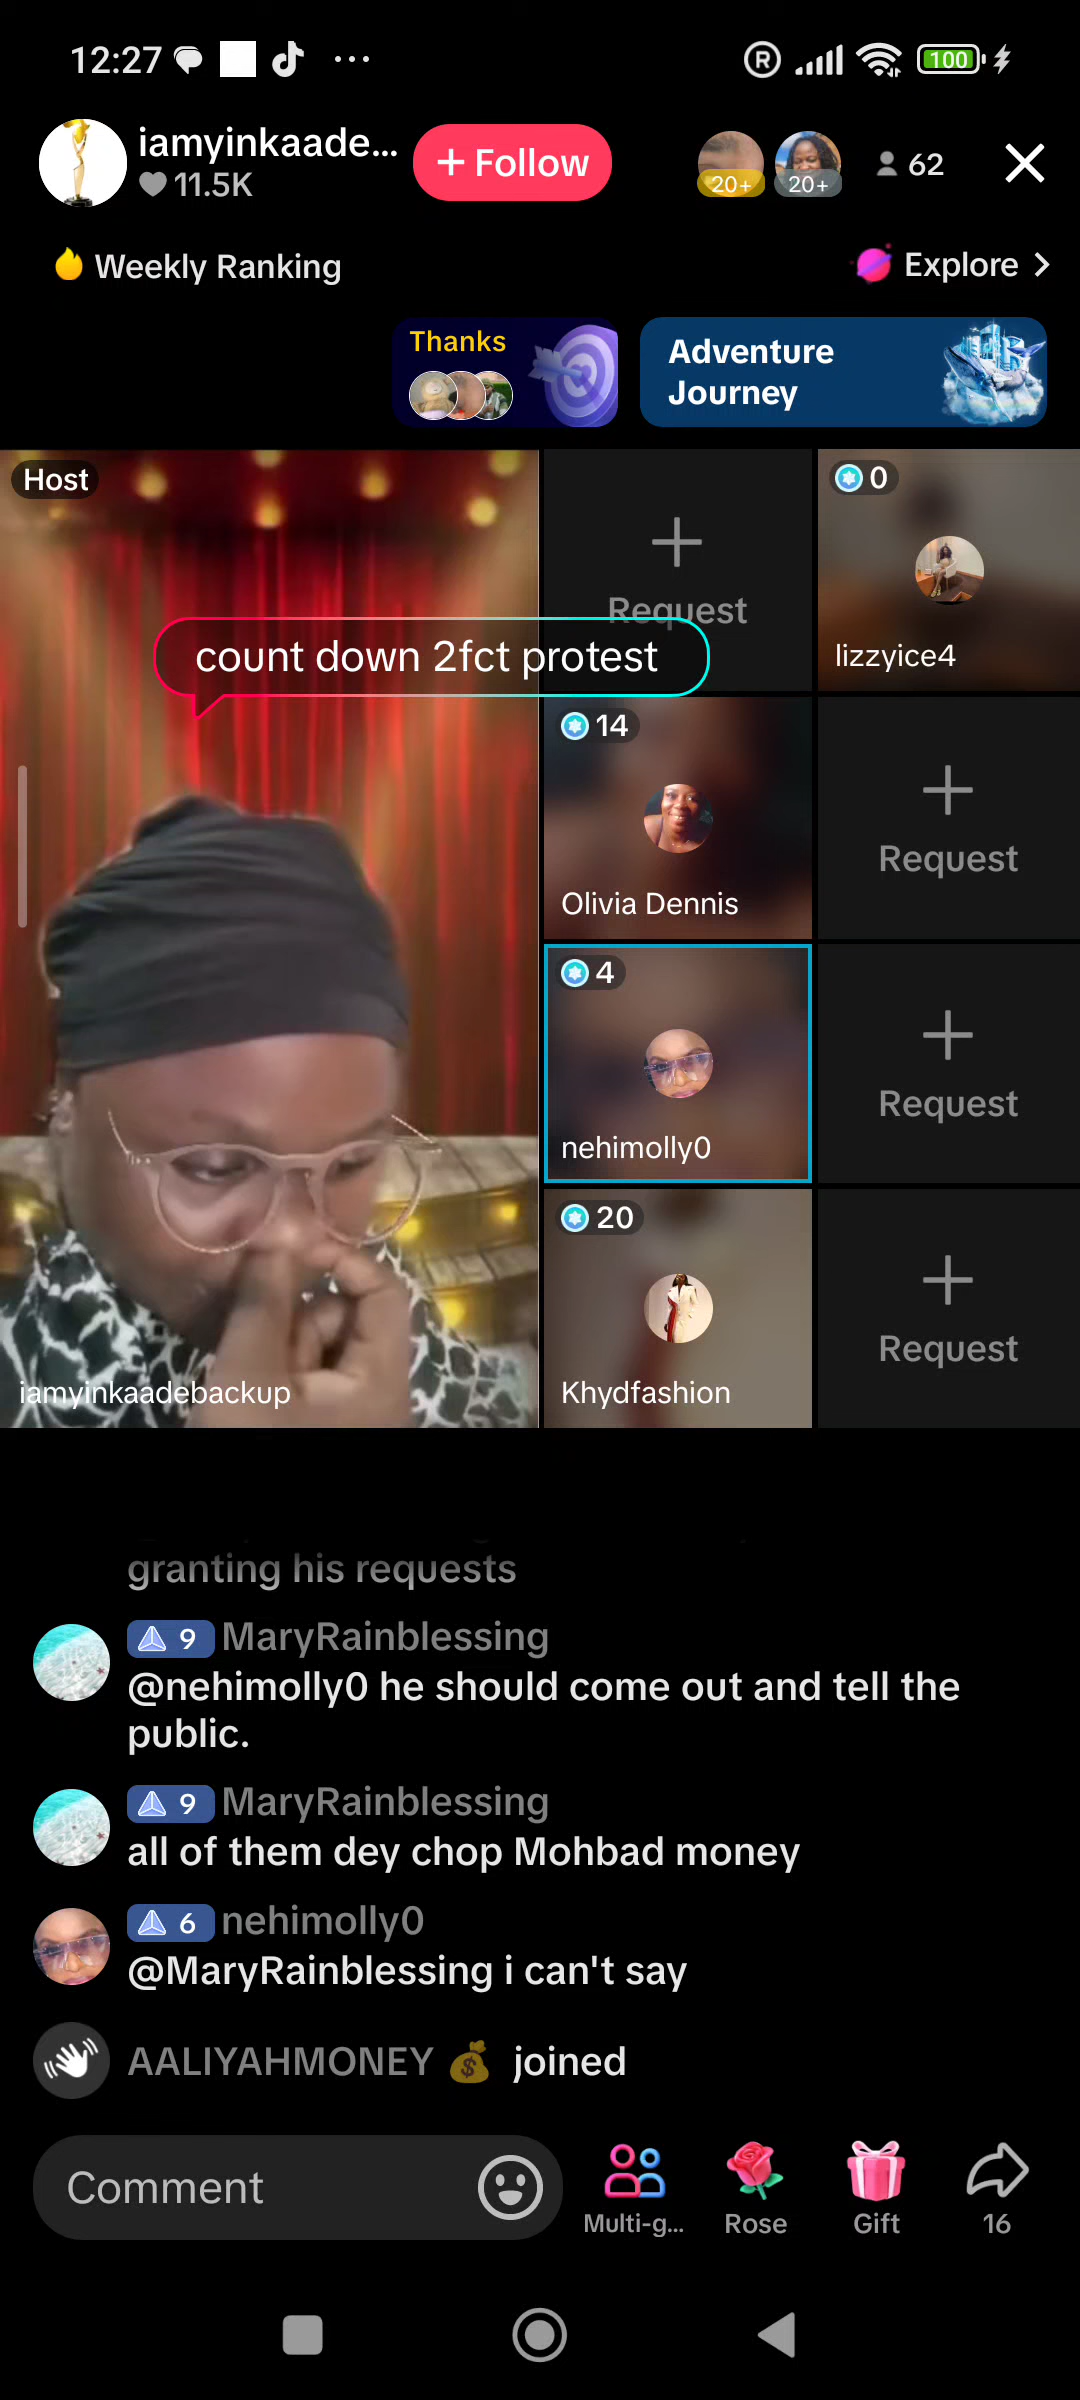 12:27
R
100
iamyinkaade...
11.5K
+ Follow
20+
20+
62
Weekly Ranking
Explore
Thanks
Adventure
Journey
Host
Request
0
lizzyice4
count down 2fct protest
14
Olivia Dennis
Request
4
nehimolly0
Request
20
Khydfashion
Request
iamyinkaadebackup
granting his requests
9 MaryRainblessing
@nehimolly0 he should come out and tell the
public.
9 MaryRainblessing
all of them dey chop Mohbad money
6 nehimolly0
@MaryRainblessing i can't say
AALIYAHMONEY 💰 joined
Comment
Multi-g...
Rose
Gift
16